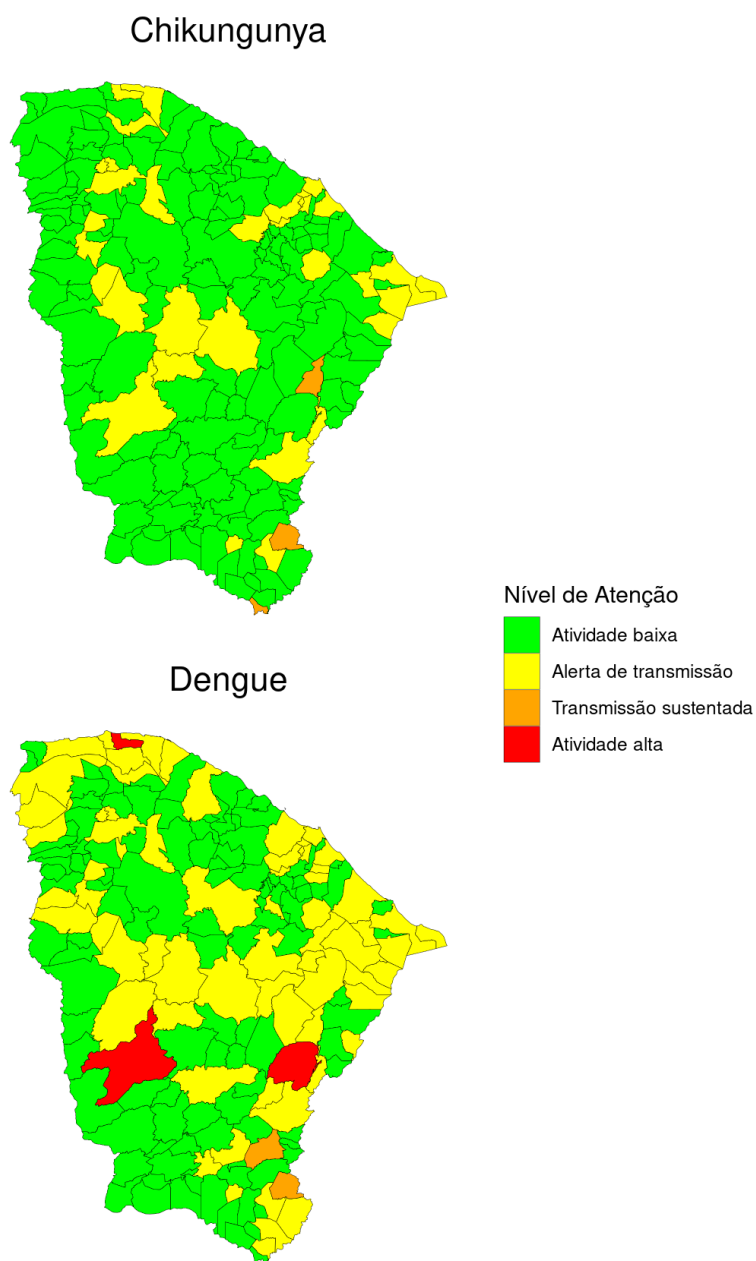 Chikungunya
Nível de Atenção
Atividade baixa
Alerta de transmissão
Transmissão sustentada
Atividade alta
Dengue